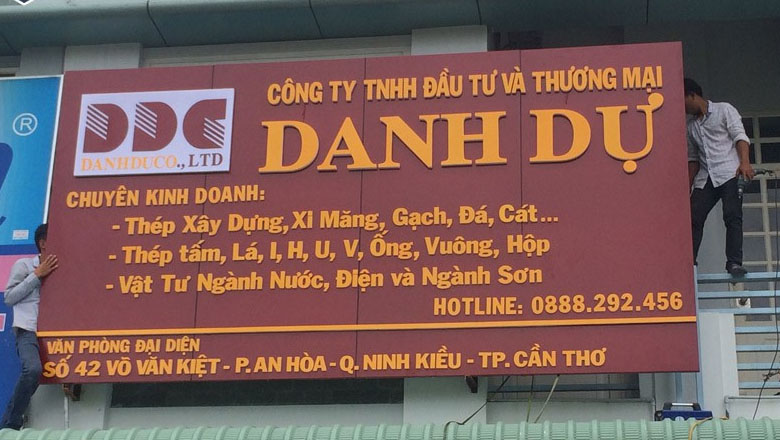 CÔNG TY TNHH ĐẦU TƯ VÀ THƯƠNG MẠI
DDC
DANHDUCO.,LTD
DANH DỰ
CHUYÊN KINH DOANH:
- Thép Xây Dựng, Xi Măng, Gạch, Đá, Cát...
- Thép tấm, Lá, I, H, U, V, Ống, Vuông, Hộp
- Vật Tư Ngành Nước, Điện và Ngành Sơn
HOTLINE: 0888.292.456
VĂN PHÒNG ĐẠI DIỆN
SỐ 42 VÕ VĂN KIỆT - P.AN HÒA - Q. NINH KIỀU - TP. CẦN THƠ
®